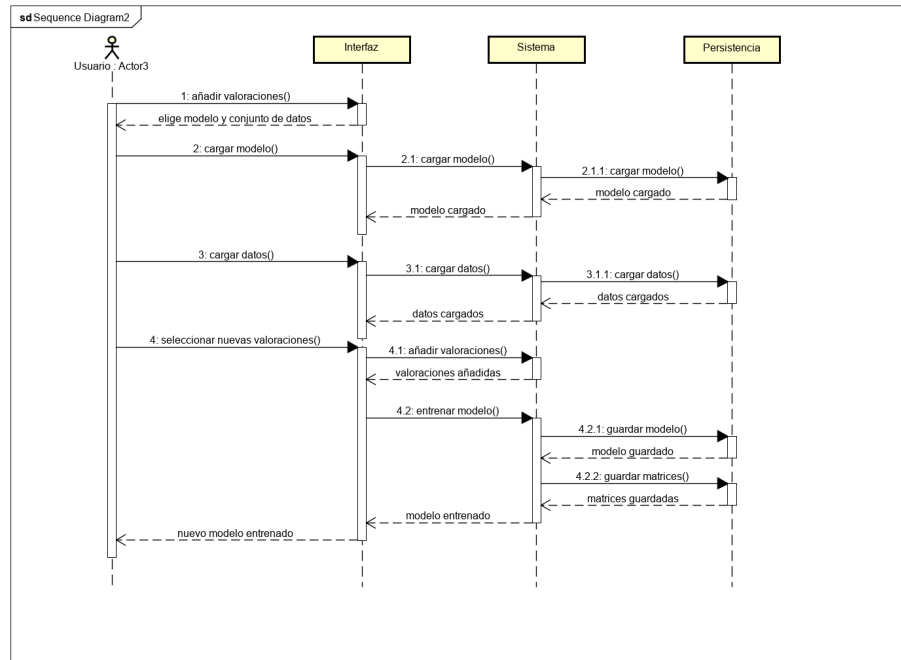 sd Sequence Diagram2
Usuario : Actor3
Interfaz
Sistema
Persistencia
1: añadir valoraciones()
elige modelo y conjunto de datos
2: cargar modelo()
2.1: cargar modelo()
2.1.1: cargar modelo()
modelo cargado
modelo cargado
3: cargar datos()
3.1: cargar datos()
3.1.1: cargar datos()
datos cargados
datos cargados
4: seleccionar nuevas valoraciones()
4.1: añadir valoraciones()
valoraciones añadidas
4.2: entrenar modelo()
4.2.1: guardar modelo()
modelo guardado
4.2.2: guardar matrices()
matrices guardadas
modelo entrenado
nuevo modelo entrenado